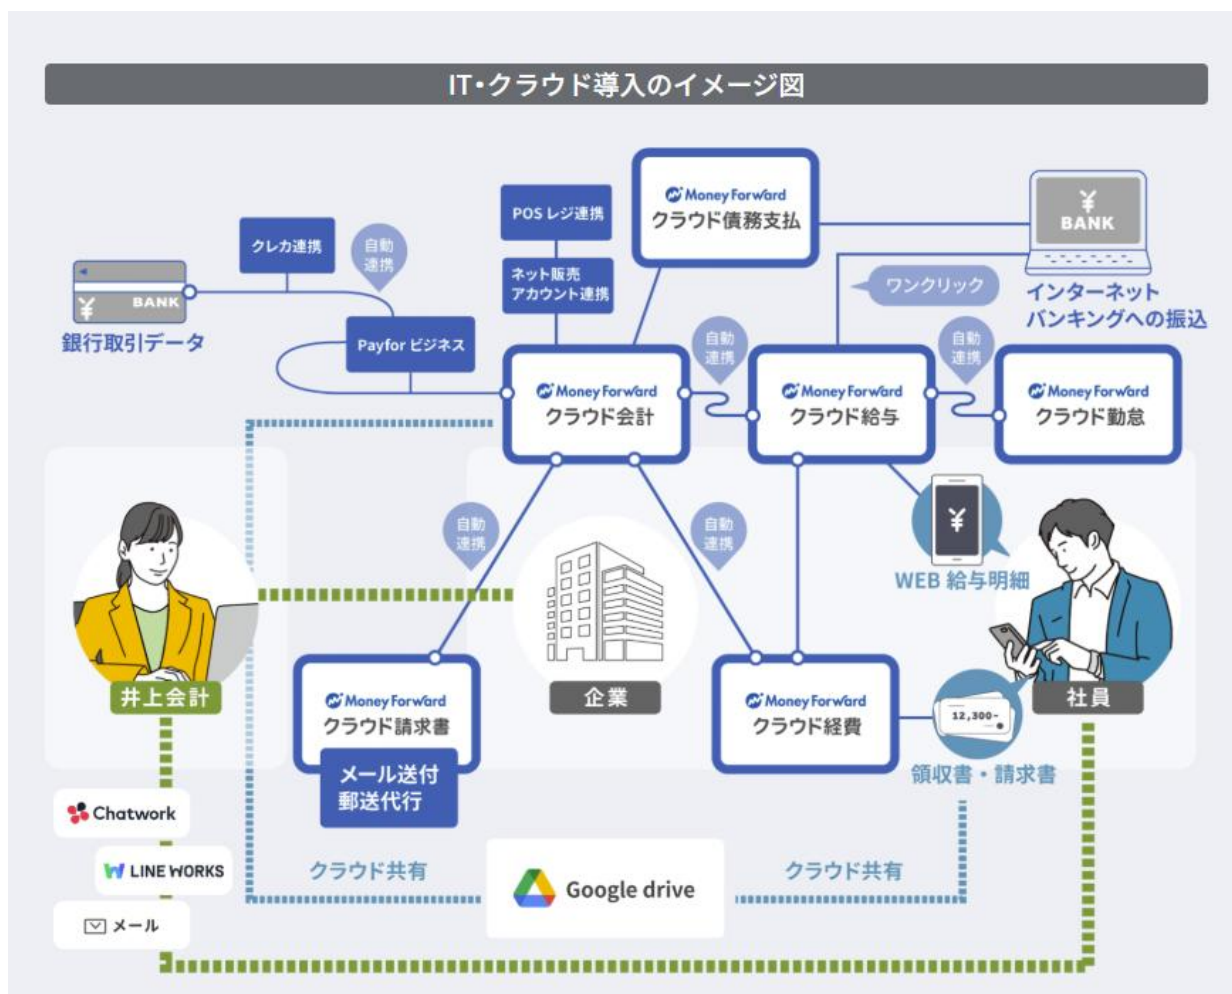 IT・クラウド導入のイメージ図
Money Forward
クラウド債務支払
POS レジ連携
クレカ連携
自動
連携
ネット販売
アカウント連携
¥
BANK
ワンクリック
インターネット
バンキングへの振込
¥
BANK
銀行取引データ
Payfor ビジネス
自動
連携
自動
連携
Money Forward
クラウド会計
Money Forward
クラウド給与
Money Forward
クラウド勤怠
自動
連携
自動
連携
¥
WEB 給与明細
井上会計
Money Forward
クラウド請求書
メール送付
郵送代行
企業
Money Forward
クラウド経費
12,300-
領収書・請求書
社員
Chatwork
LINE WORKS
メール
クラウド共有
Google drive
クラウド共有